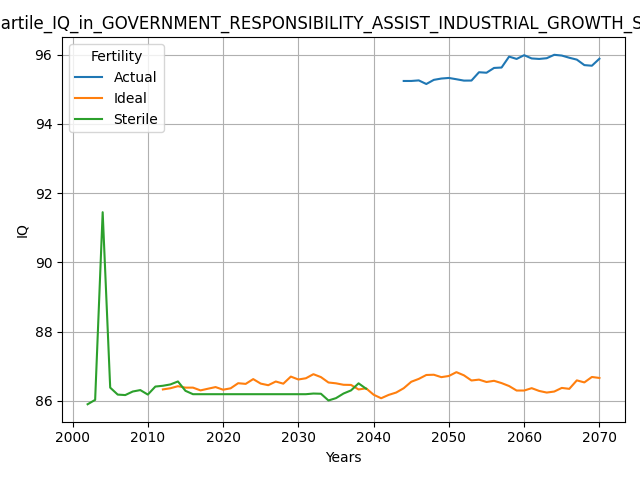 artile_IQ_in_GOVERNMENT_RESPONSIBILITY_ASSIST_INDUSTRIAL_GROWTH_S
Fertility
Actual
Ideal
Sterile
96
94
92
90
88
86
IQ
2000 2010 2020 2030 2040 2050 2060 2070
Years